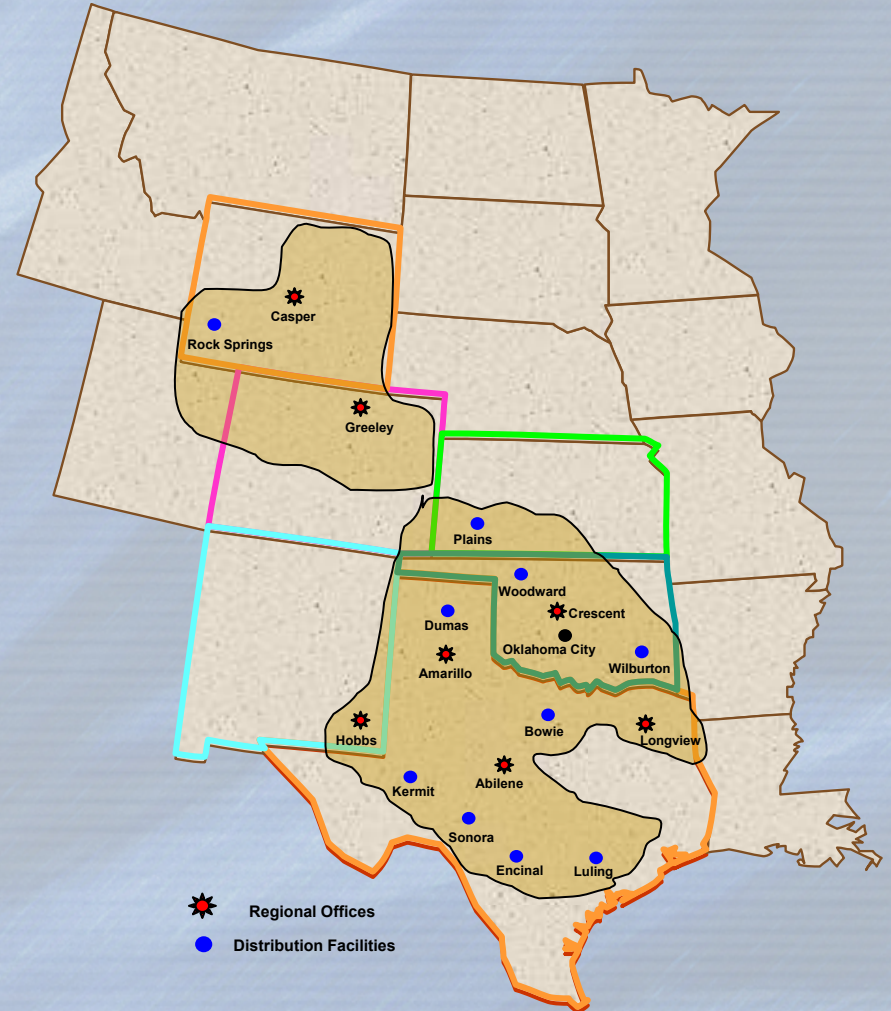 Casper
Rock Springs
Greeley
Plains
Woodward
Crescent
Dumas
Oklahoma City
Wilburton
Amarillo
Bowie
Hobbs
Longview
Abilene
Kermit
Sonora
Encinal
Luling
Regional Offices
Distribution Facilities